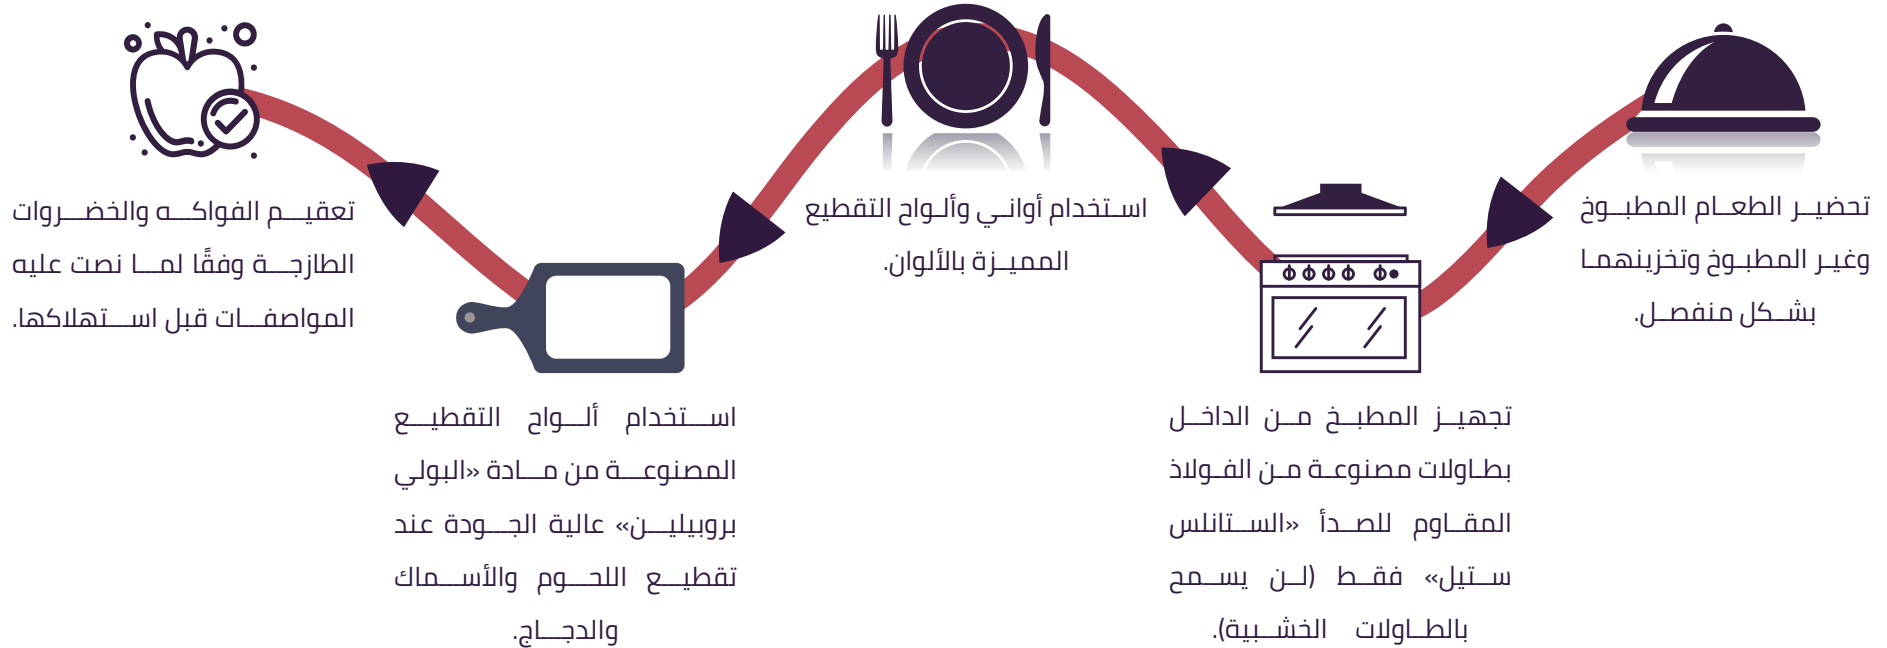 تحضير الطعام المطبوخ
وغير المطبوخ وتخزينهما
بشكل منفصل.
تجهيز المطبخ من الداخل
بطاولات مصنوعة من الفولاذ
المقاوم للصدأ «الستانلس
ستيل» فقط (لن يسمح
بالطاولات الخشبية).
استخدام أواني وألواح التقطيع
المميزة بالألوان.
استخدام ألواح التقطيع
المصنوعة من مادة «البولي
بروبيلين» عالية الجودة عند
تقطيع اللحوم والأسماك
والدجاج.
تعقيم الفواكه والخضروات
الطازجة وفقًا لما نصت عليه
المواصفات قبل استهلاكها.